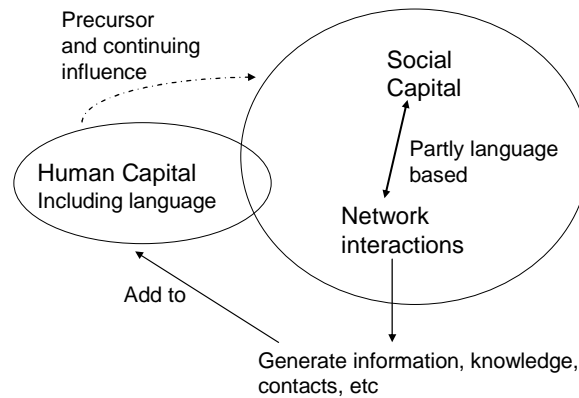 Precursor
and continuing
influence
Social
Capital
Human Capital
Including language
Partly language
based
Network
interactions
Add to
Generate information, knowledge,
contacts, etc